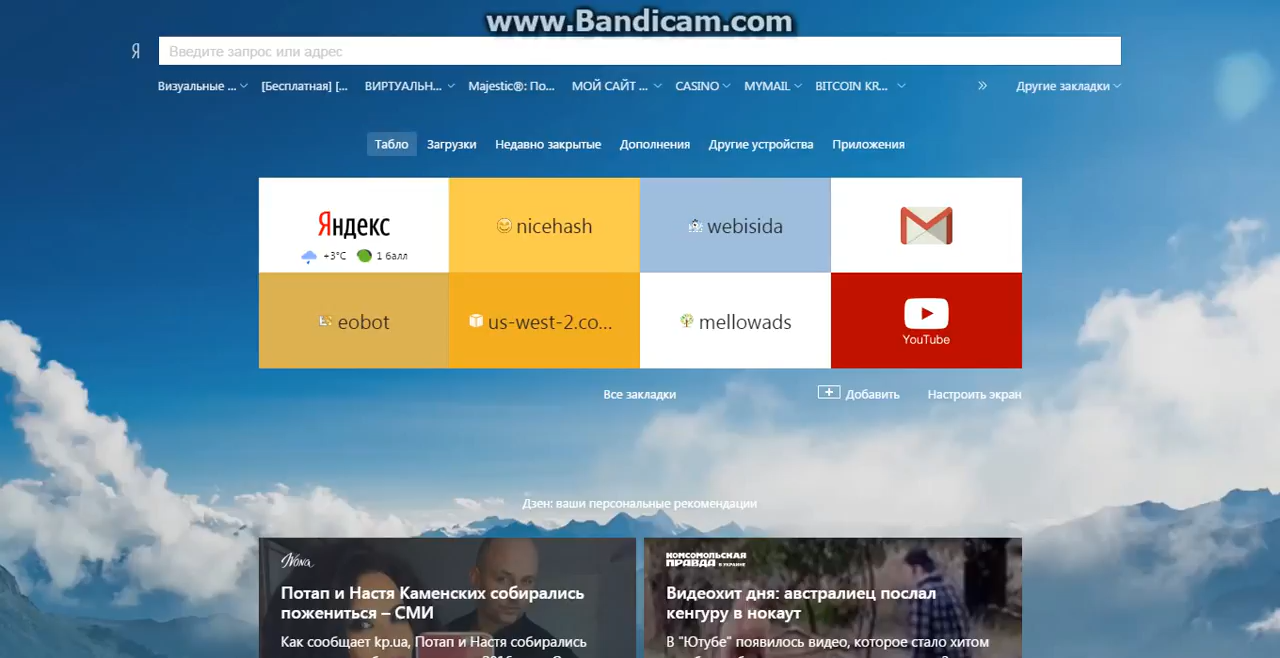 www.Bandicam.com
Я
Введите запрос или адрес
Визуальные ... [Бесплатная] [... ВИРТУАЛЬН... Majestic®: По... МОЙ САЙТ ... CASINO MYMAIL BITCOIN KR... » Другие закладки
Табло Загрузки Недавно закрытые Дополнения Другие устройства Приложения
Яндекс
+3°C 1 балл
nicehash
webisida
eobot
us-west-2.co...
mellowads
YouTube
Все закладки Добавить Настроить экран
Дзен: ваши персональные рекомендации
Потап и Настя Каменских собирались
пожениться – СМИ
Как сообщает kp.ua, Потап и Настя собирались
КОМСОМОЛЬСКАЯ
ПРАВДА В УКРАИНЕ
Видеохит дня: австралиец послал
кенгуру в нокаут
В "Ютубе" появилось видео, которое стало хитом